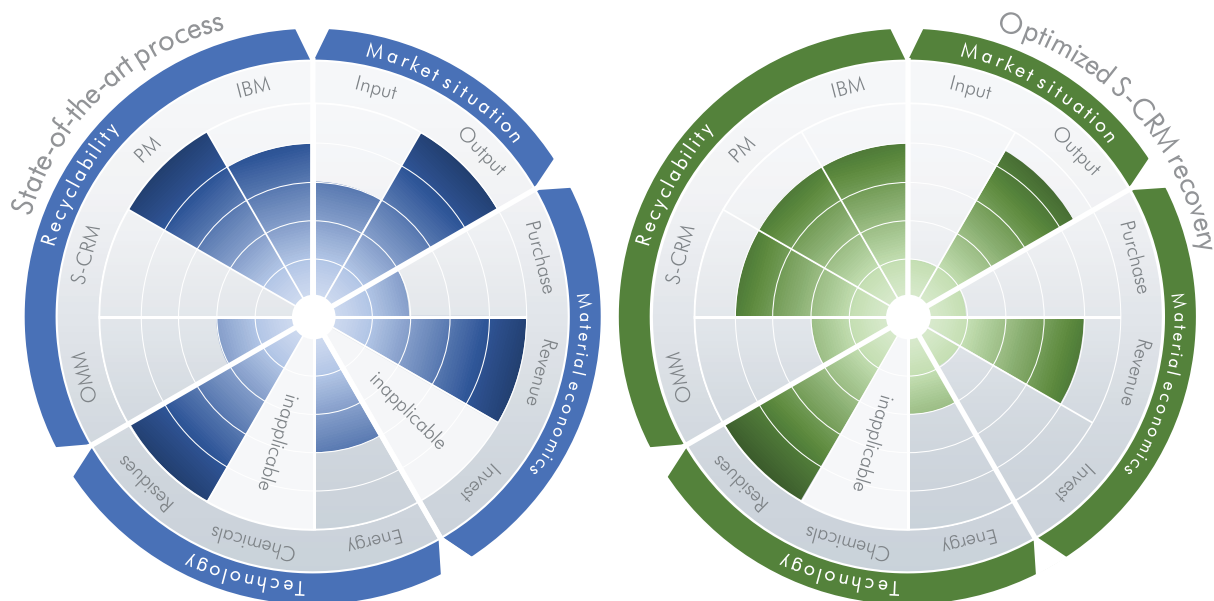 State-of-the-art process
Recyclability
Market situation
Material economics
Technology
IBM
Input
Output
Purchase
Revenue
Invest
Energy
Chemicals
Residues
OMM
S-CRM
PM
inapplicable
inapplicable
Optimized S-CRM recovery
Recyclability
Market situation
Material economics
Technology
IBM
Input
Output
Purchase
Revenue
Invest
Energy
Chemicals
Residues
OMM
S-CRM
PM
inapplicable